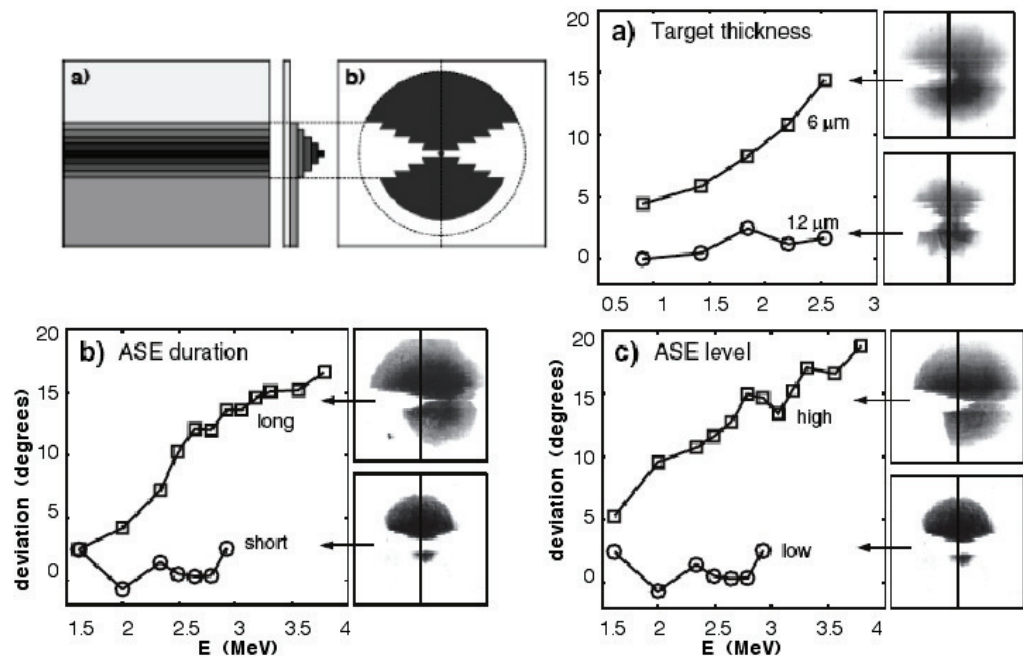 a)
b)
a) Target thickness
20
15
10
5
0
6 µm
12 µm
0.5 1 1.5 2 2.5 3
b) ASE duration
20
15
10
5
0
long
short
1.5 2 2.5 3 3.5 4
deviation (degrees)
E (MeV)
c) ASE level
20
15
10
5
0
high
low
1.5 2 2.5 3 3.5 4
deviation (degrees)
E (MeV)